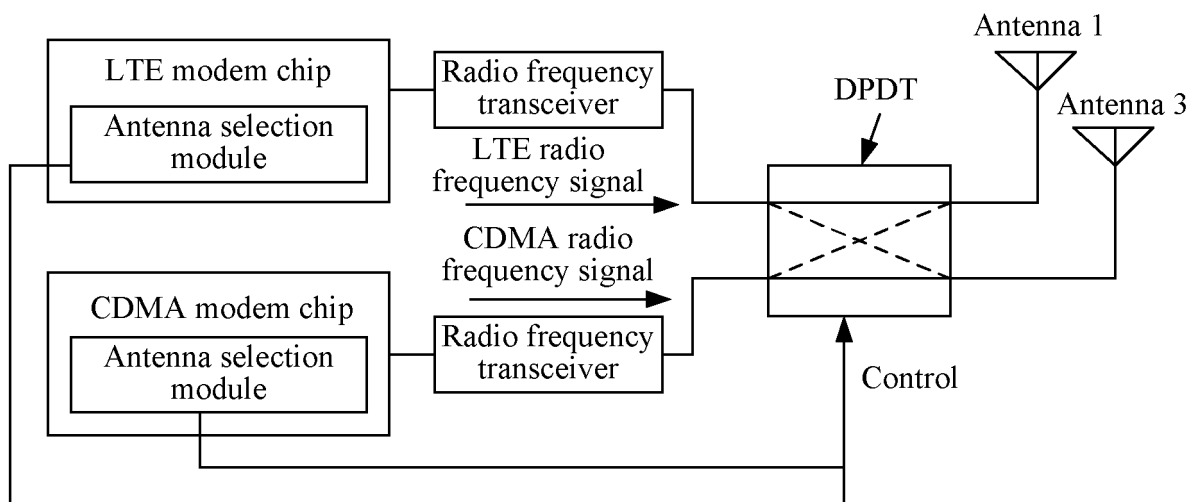 Antenna 1
LTE modem chip
Antenna selection
module
Radio frequency
transceiver
DPDT
Antenna 3
LTE radio
frequency signal
CDMA radio
frequency signal
CDMA modem chip
Antenna selection
module
Radio frequency
transceiver
Control